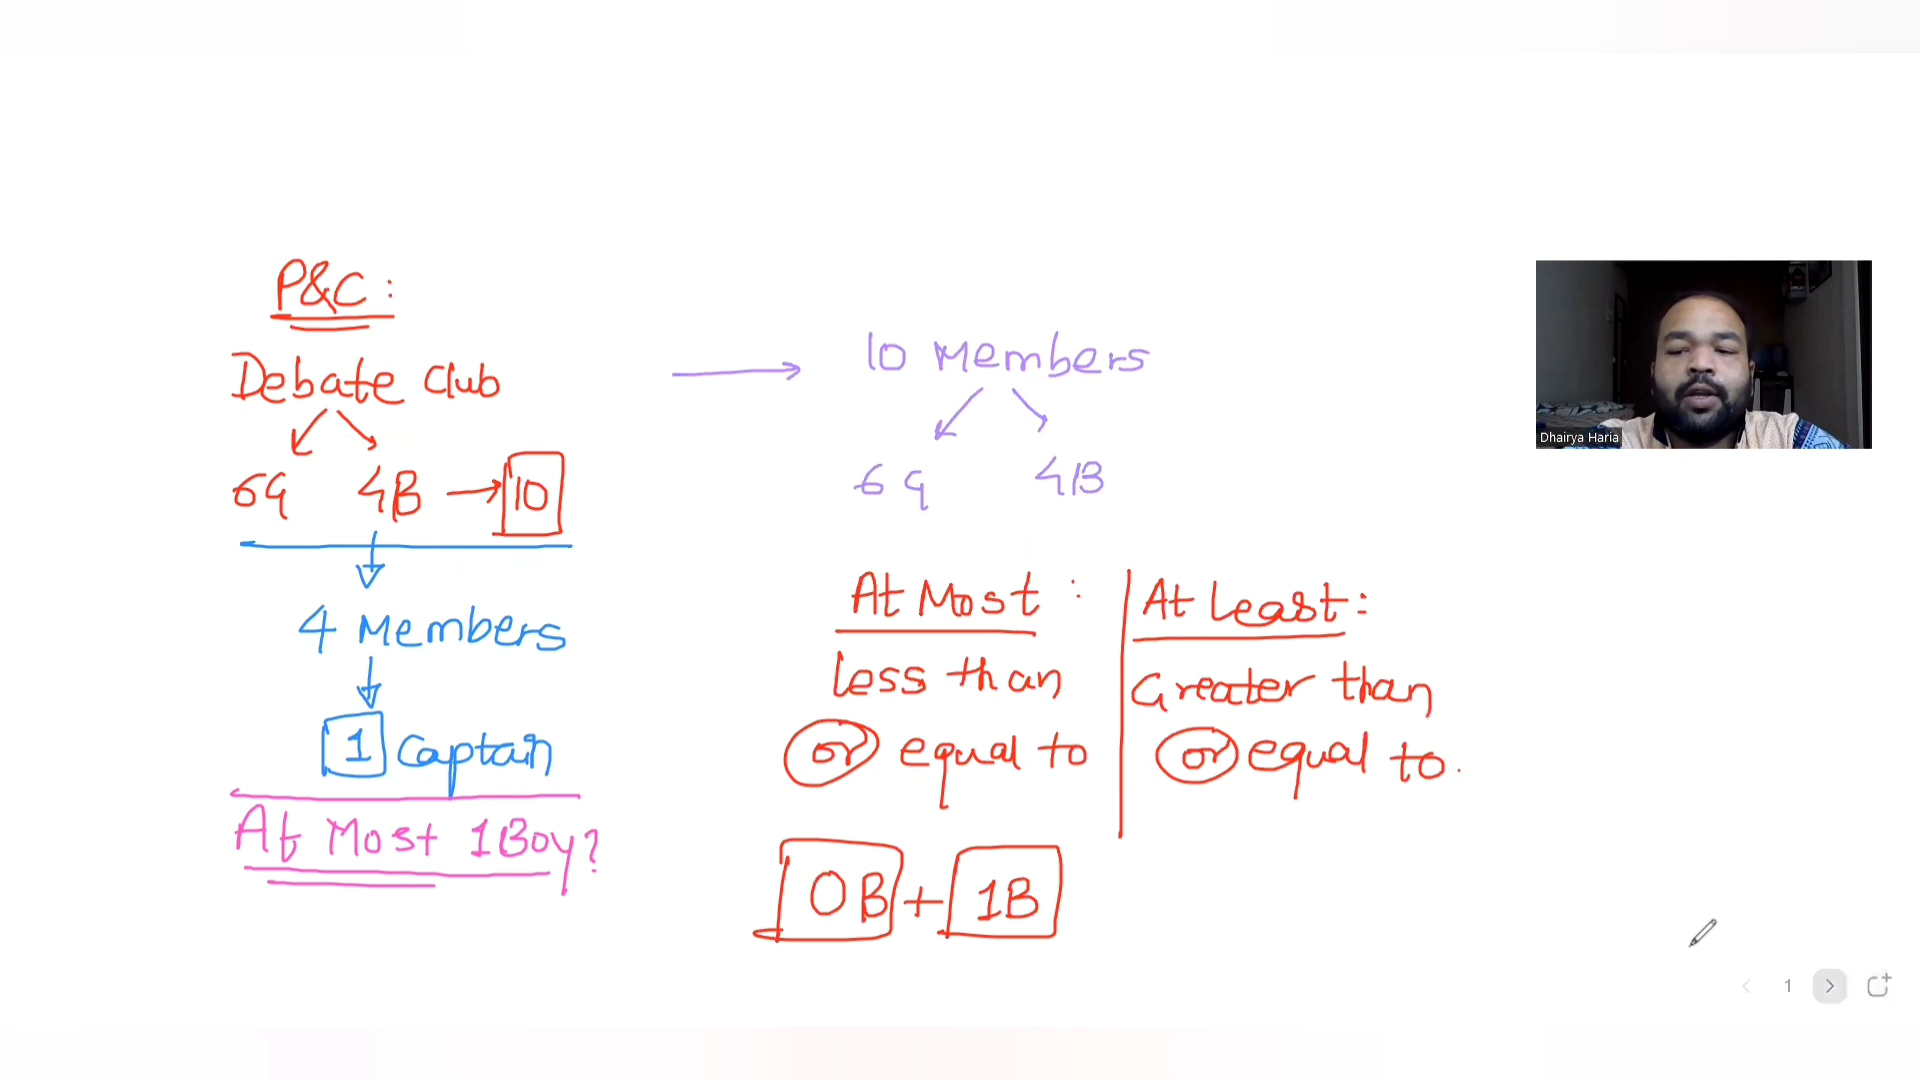 P&C:
Debate Club
6G 4B → 10
4 Members
1 Captain
At Most 1Boy?
→ 10 Members
6 G 4B
At Most :
less than
or equal to
At least:
Greater than
or equal to.
0B + 1B
Dhairya Haria
1